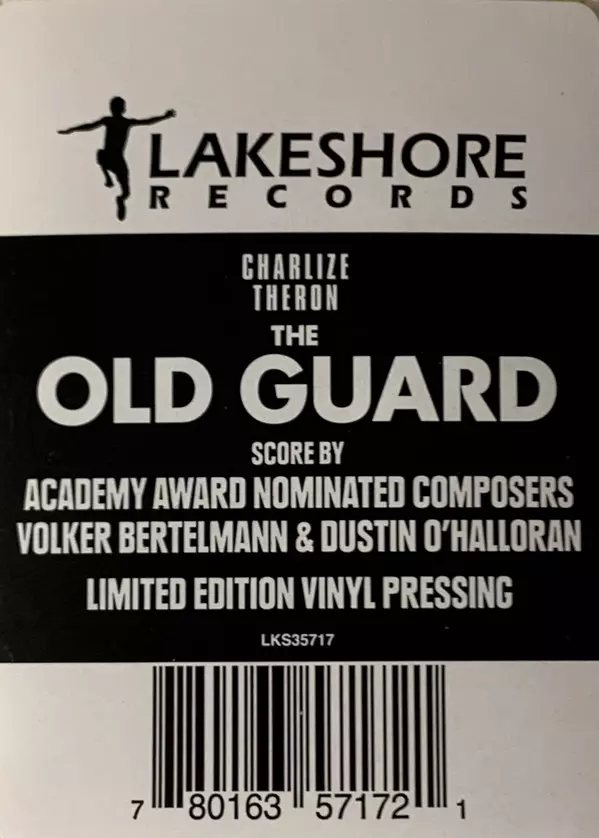 LAKESHORE
RECORDS
CHARLIZE
THERON
THE
OLD GUARD
SCORE BY
ACADEMY AWARD NOMINATED COMPOSERS
VOLKER BERTELMANN & DUSTIN O'HALLORAN
LIMITED EDITION VINYL PRESSING
LKS35717
7 80163 57172 1